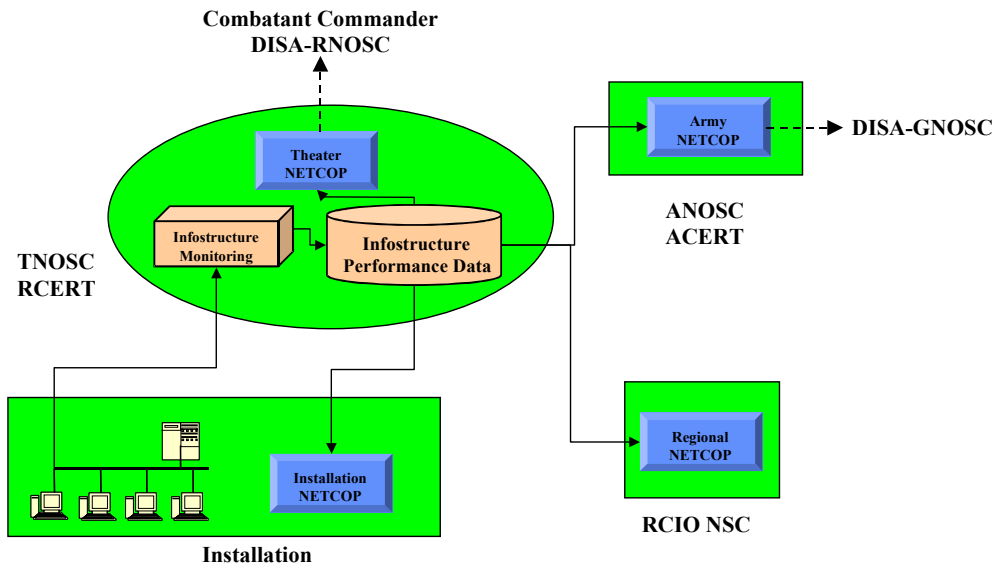 Combatant Commander
DISA-RNOSC
Theater
NETCOP
Army
NETCOP
DISA-GNOSC
ANOSC
ACERT
Infostructure
Monitoring
Infostructure
Performance Data
TNOSC
RCERT
Installation
NETCOP
Regional
NETCOP
RCIO NSC
Installation